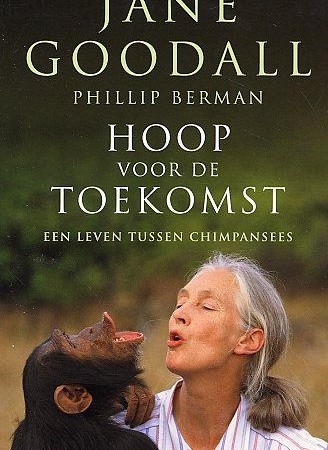 JANE
GOODALL
PHILLIP BERMAN
HOOP
VOOR DE
TOEKOMST
EEN LEVEN TUSSEN CHIMPANSEES